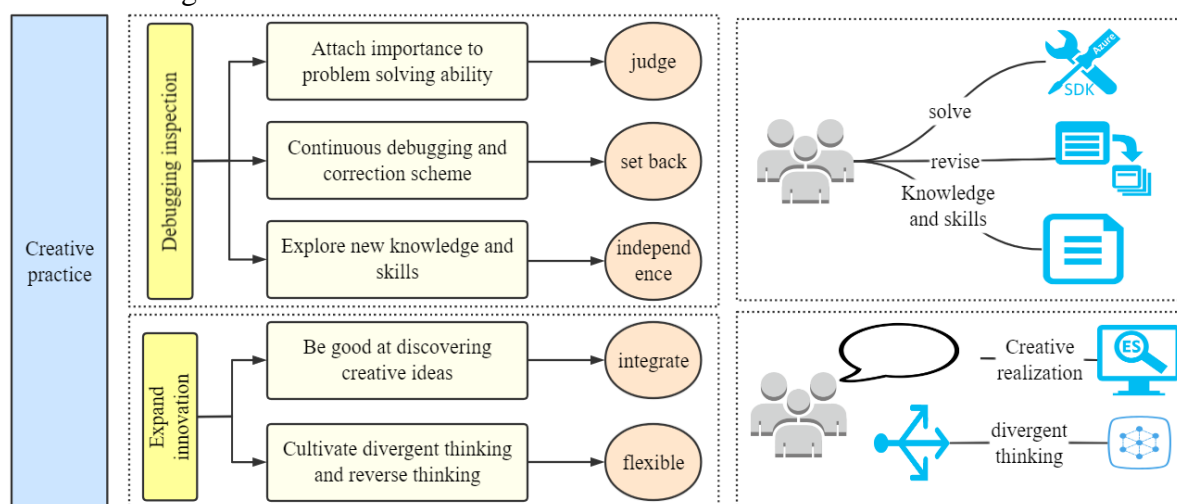 Creative
practice
Debugging inspection
Attach importance to
problem solving ability
judge
Continuous debugging and
correction scheme
set back
Explore new knowledge and
skills
independ
ence
solve
Azure
SDK
revise
Knowledge
and skills
Expand
innovation
Be good at discovering
creative ideas
integrate
Cultivate divergent thinking
and reverse thinking
flexible
Creative
realization
ES
divergent
thinking